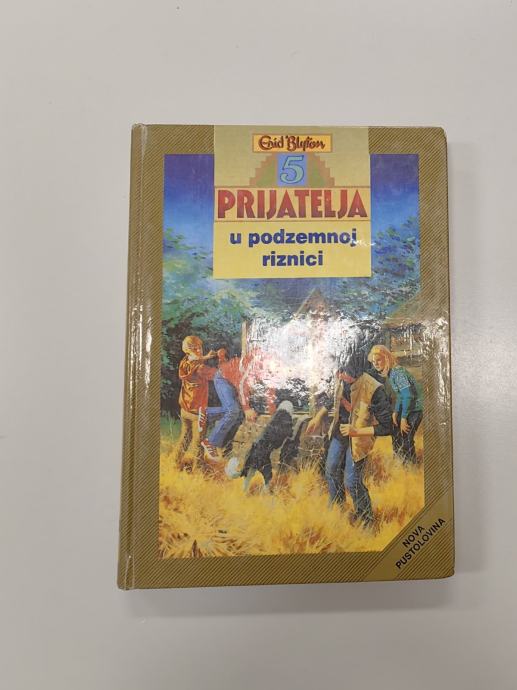 Enid Blyton
5
PRIJATELJA
u podzemnoj
riznici
NOVA
PUSTOLOVINA